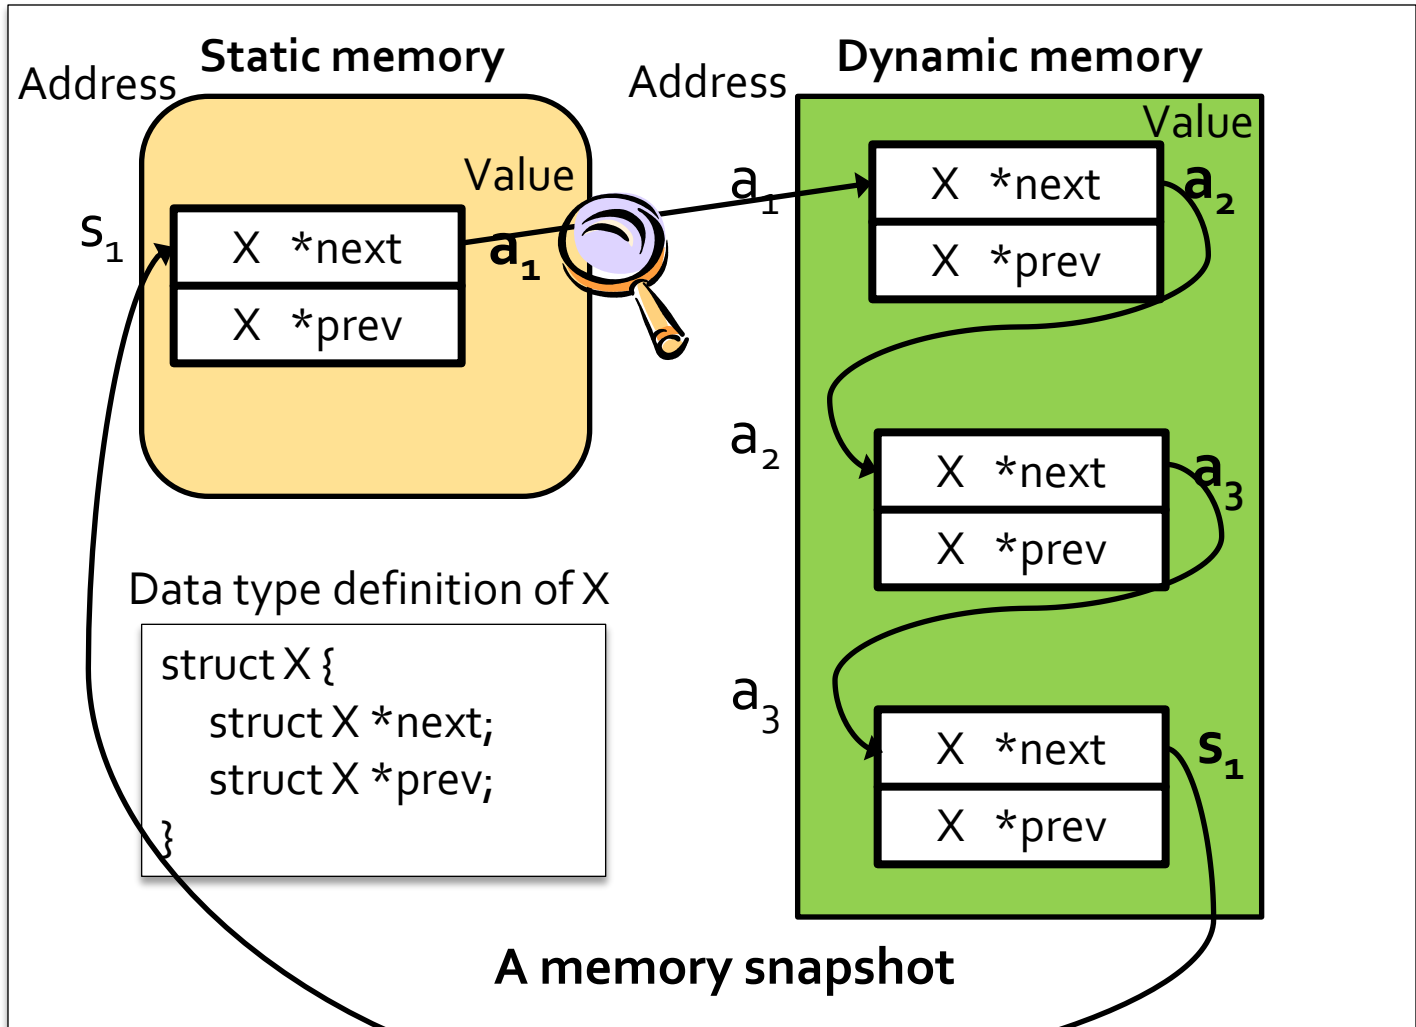 Static memory
Address
Value
s₁
X *next
a₁
X *prev
Dynamic memory
Address
Value
a₁
X *next
a₂
X *prev
a₂
X *next
a₃
X *prev
a₃
X *next
s₁
X *prev
Data type definition of X
struct X {
struct X *next;
struct X *prev;
}
A memory snapshot